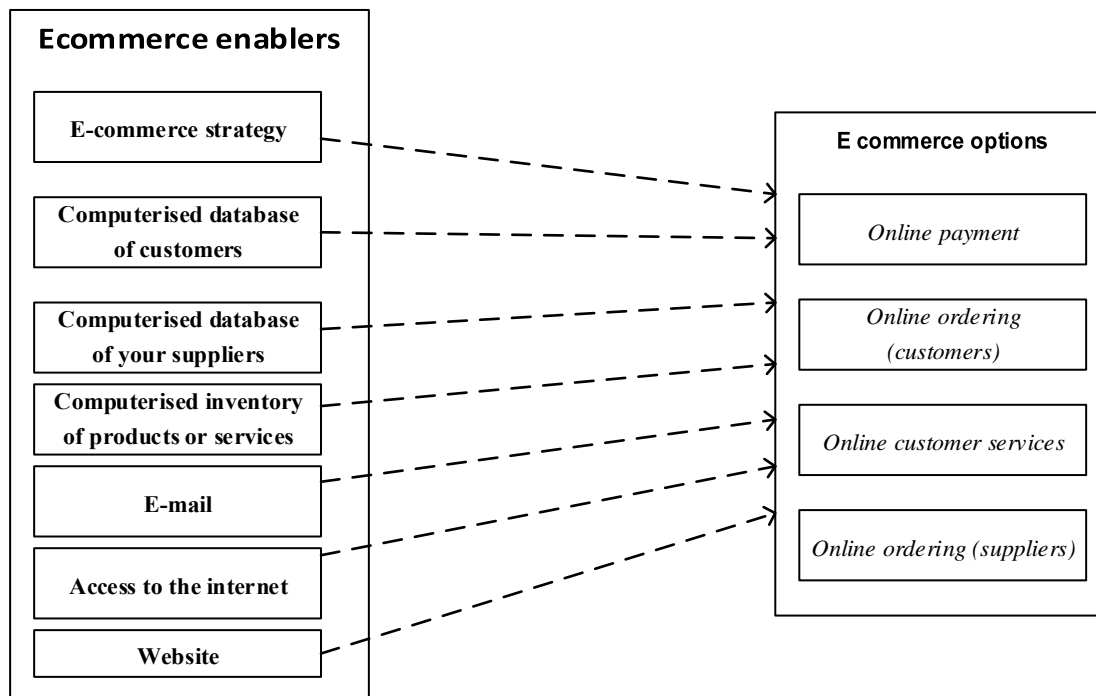 Ecommerce enablers
E-commerce strategy
Computerised database
of customers
Computerised database
of your suppliers
Computerised inventory
of products or services
E-mail
Access to the internet
Website
E commerce options
Online payment
Online ordering
(customers)
Online customer services
Online ordering (suppliers)